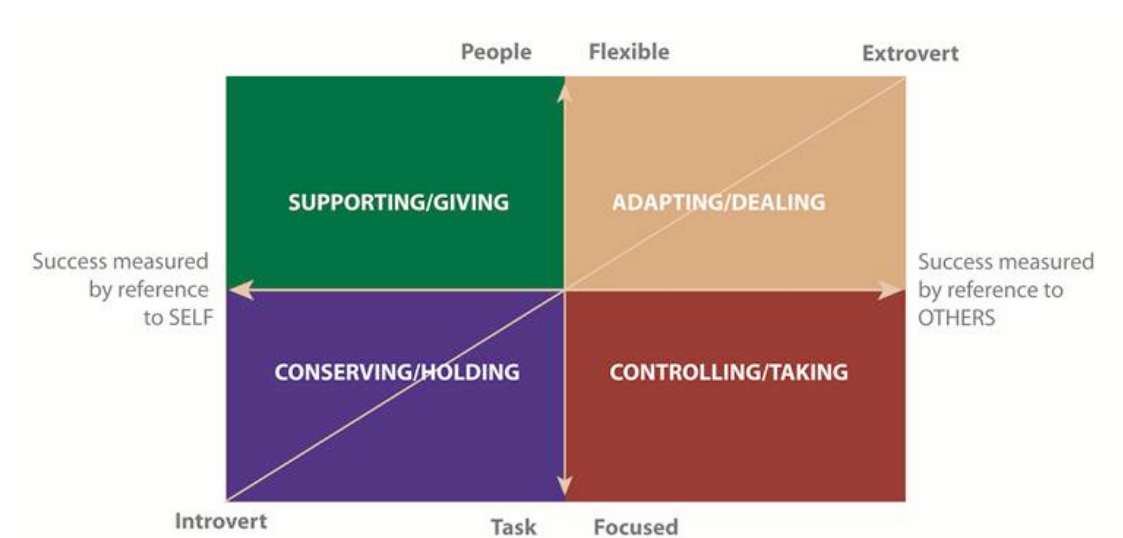 People Flexible Extrovert
SUPPORTING/GIVING ADAPTING/DEALING
Success measured
by reference
to SELF
Success measured
by reference to
OTHERS
CONSERVING/HOLDING CONTROLLING/TAKING
Introvert Task Focused